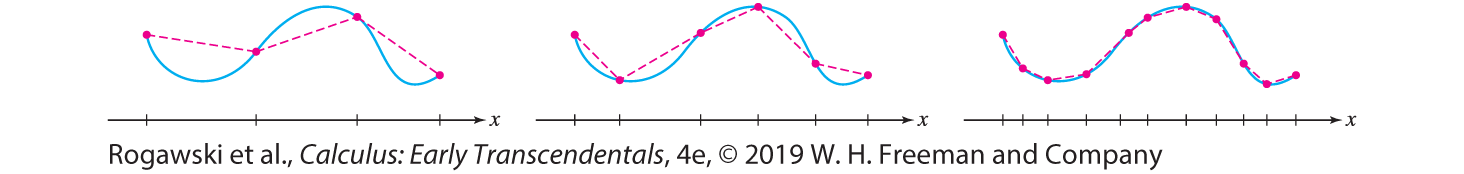 x x x
Rogawski et al., Calculus: Early Transcendentals, 4e, © 2019 W. H. Freeman and Company